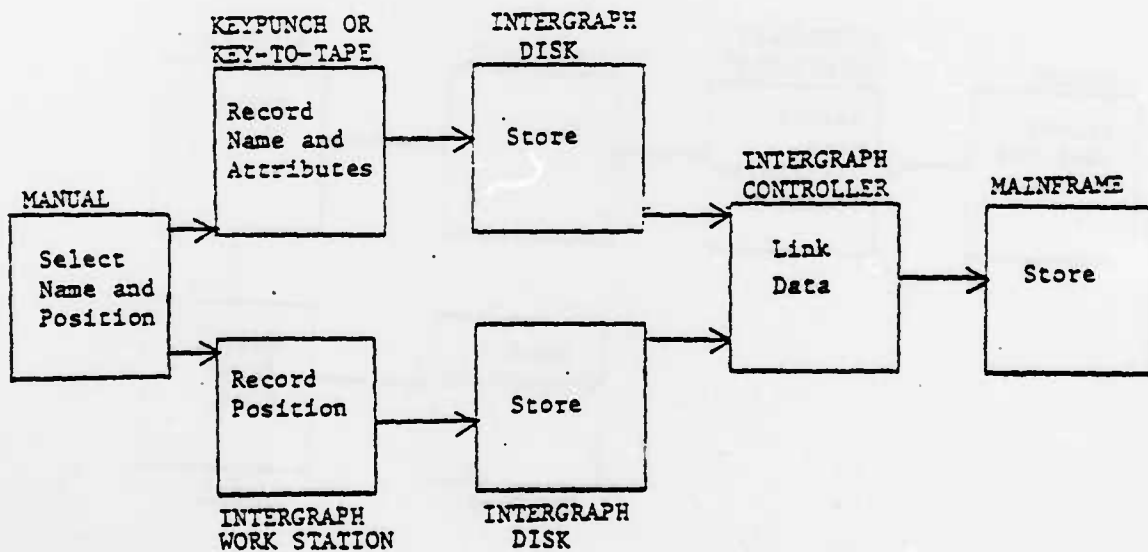 KEYPUNCH OR
KEY-TO-TAPE
Record
Name and
Attributes
INTERGRAPH
DISK
Store
MANUAL
Select
Name and
Position
INTERGRAPH
CONTROLLER
Link
Data
MAINFRAME
Store
Record
Position
INTERGRAPH
WORK STATION
Store
INTERGRAPH
DISK